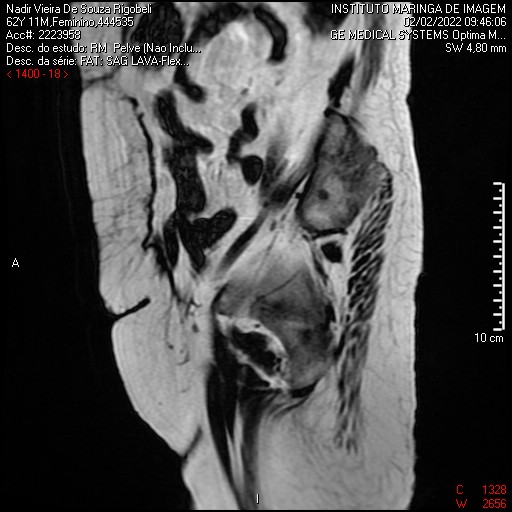 Nadir Vieira De Souza Rigobeli
62Y 11M,Feminino,444535
Acc#: 2223953
Desc. do estudo: RM Pelve (Nao Inclu...
Desc. da série: FAT: SAG LAVA-Flex...
< 1400 - 18 >
INSTITUTO MARINGA DE IMAGEM
02/02/2022 09:46:06
GE MEDICAL SYSTEMS Optima M...
SW 4,80 mm
A
10 cm
I
C 1328
W 2656